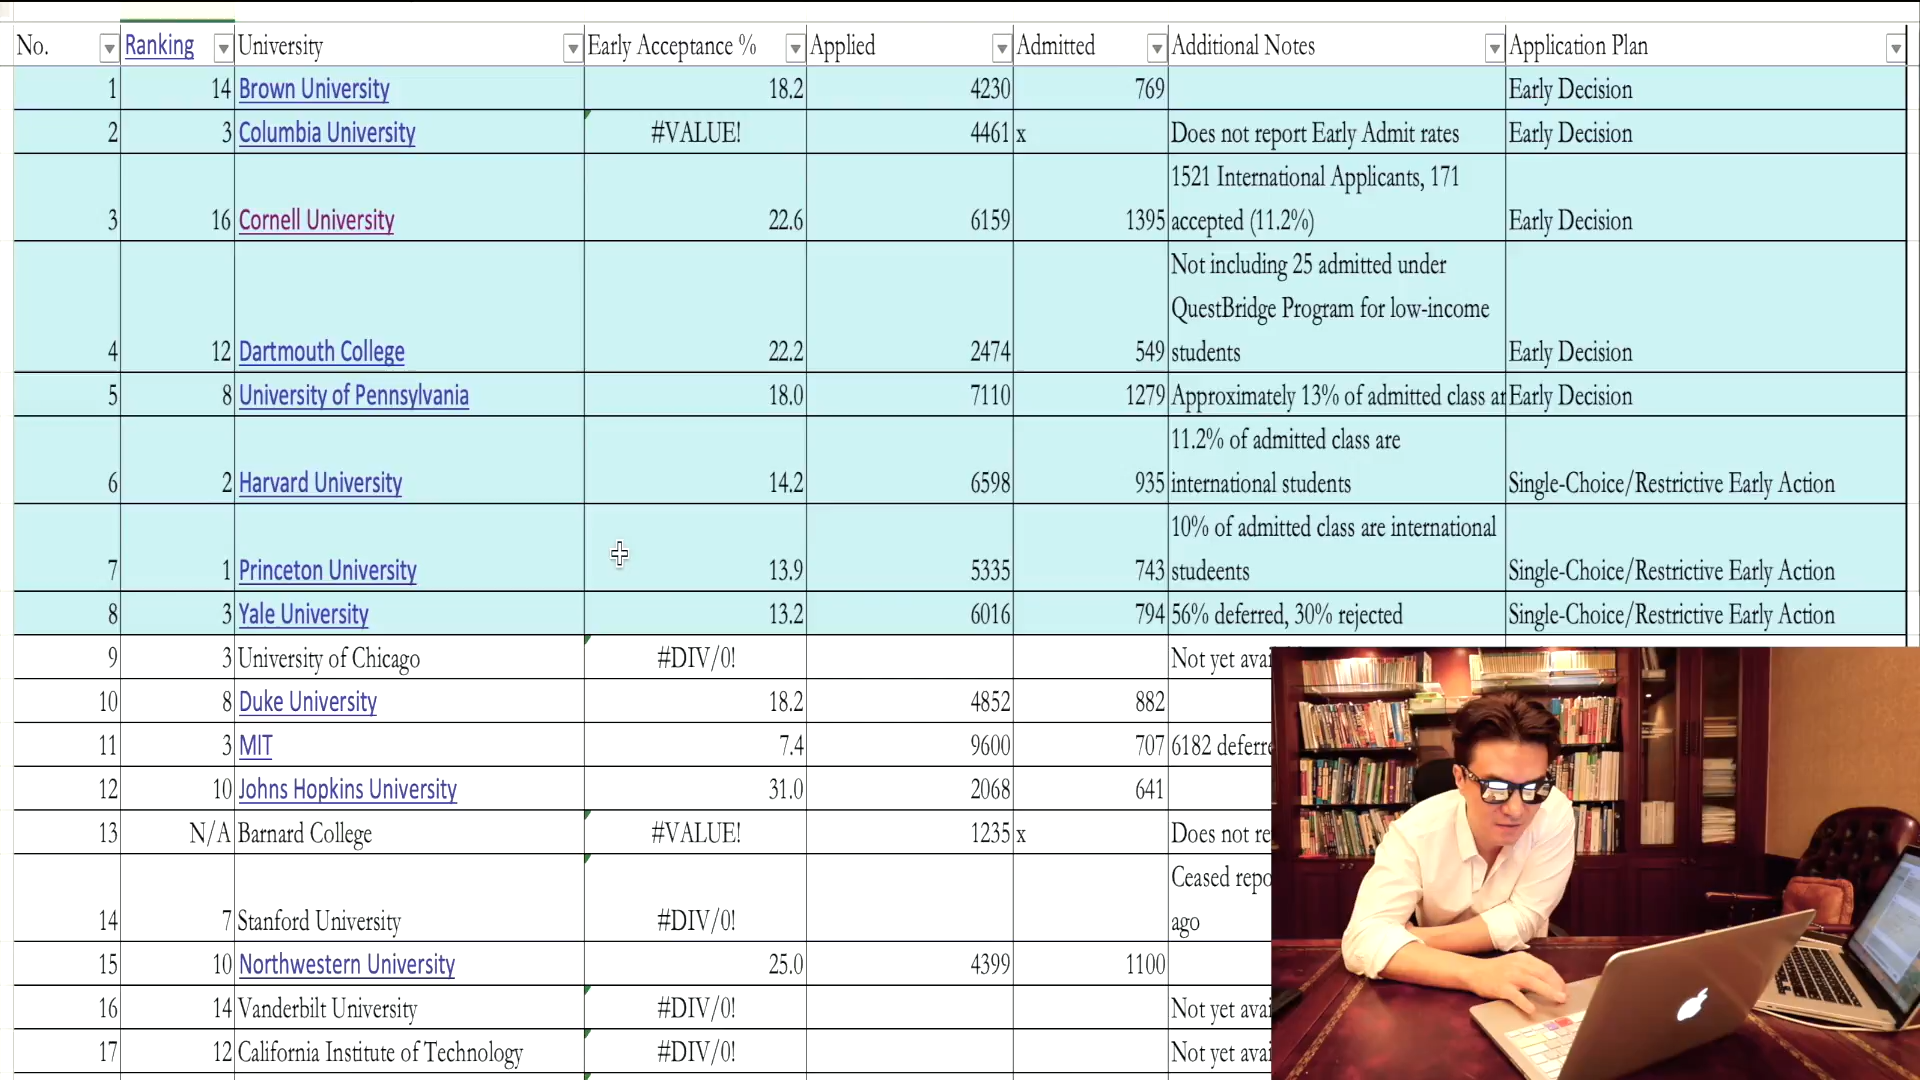 No. Ranking University Early Acceptance % Applied Admitted Additional Notes Application Plan
1 14 Brown University 18.2 4230 769 Early Decision
2 3 Columbia University #VALUE! 4461 x Does not report Early Admit rates Early Decision
1521 International Applicants, 171
3 16 Cornell University 22.6 6159 1395 accepted (11.2%) Early Decision
Not including 25 admitted under
QuestBridge Program for low-income
4 12 Dartmouth College 22.2 2474 549 students Early Decision
5 8 University of Pennsylvania 18.0 7110 1279 Approximately 13% of admitted class Early Decision
11.2% of admitted class are
6 2 Harvard University 14.2 6598 935 international students Single-Choice/Restrictive Early Action
10% of admitted class are international
7 1 Princeton University 13.9 5335 743 studeents Single-Choice/Restrictive Early Action
8 3 Yale University 13.2 6016 794 56% deferred, 30% rejected Single-Choice/Restrictive Early Action
9 3 University of Chicago #DIV/0! Not yet
10 8 Duke University 18.2 4852 882
11 3 MIT 7.4 9600 707 6182
12 10 Johns Hopkins University 31.0 2068 641
13 N/A Barnard College #VALUE! 1235 x Does not
Ceased
14 7 Stanford University #DIV/0! ago
15 10 Northwestern University 25.0 4399 1100
16 14 Vanderbilt University #DIV/0! Not yet
17 12 California Institute of Technology #DIV/0! Not yet